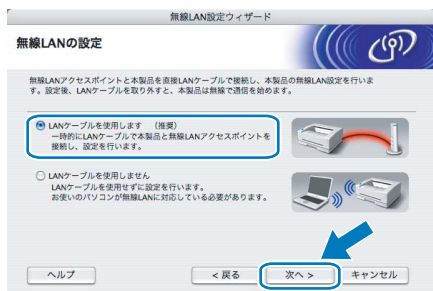 無線LAN設定ウィザード
無線LANの設定
無線LANアクセスポイントと本製品を直接LANケーブルで接続し、本製品の無線LAN設定を行いま
す。設定後、LANケーブルを取り外すと、本製品は無線で通信を始めます。
LANケーブルを使用します （推奨）
一時的にLANケーブルで本製品と無線LANアクセスポイントを
接続し、設定を行います。
LANケーブルを使用しません
LANケーブルを使用せずに設定を行います。
お使いのパソコンが無線LANに対応している必要があります。
ヘルプ
< 戻る
次へ >
キャンセル